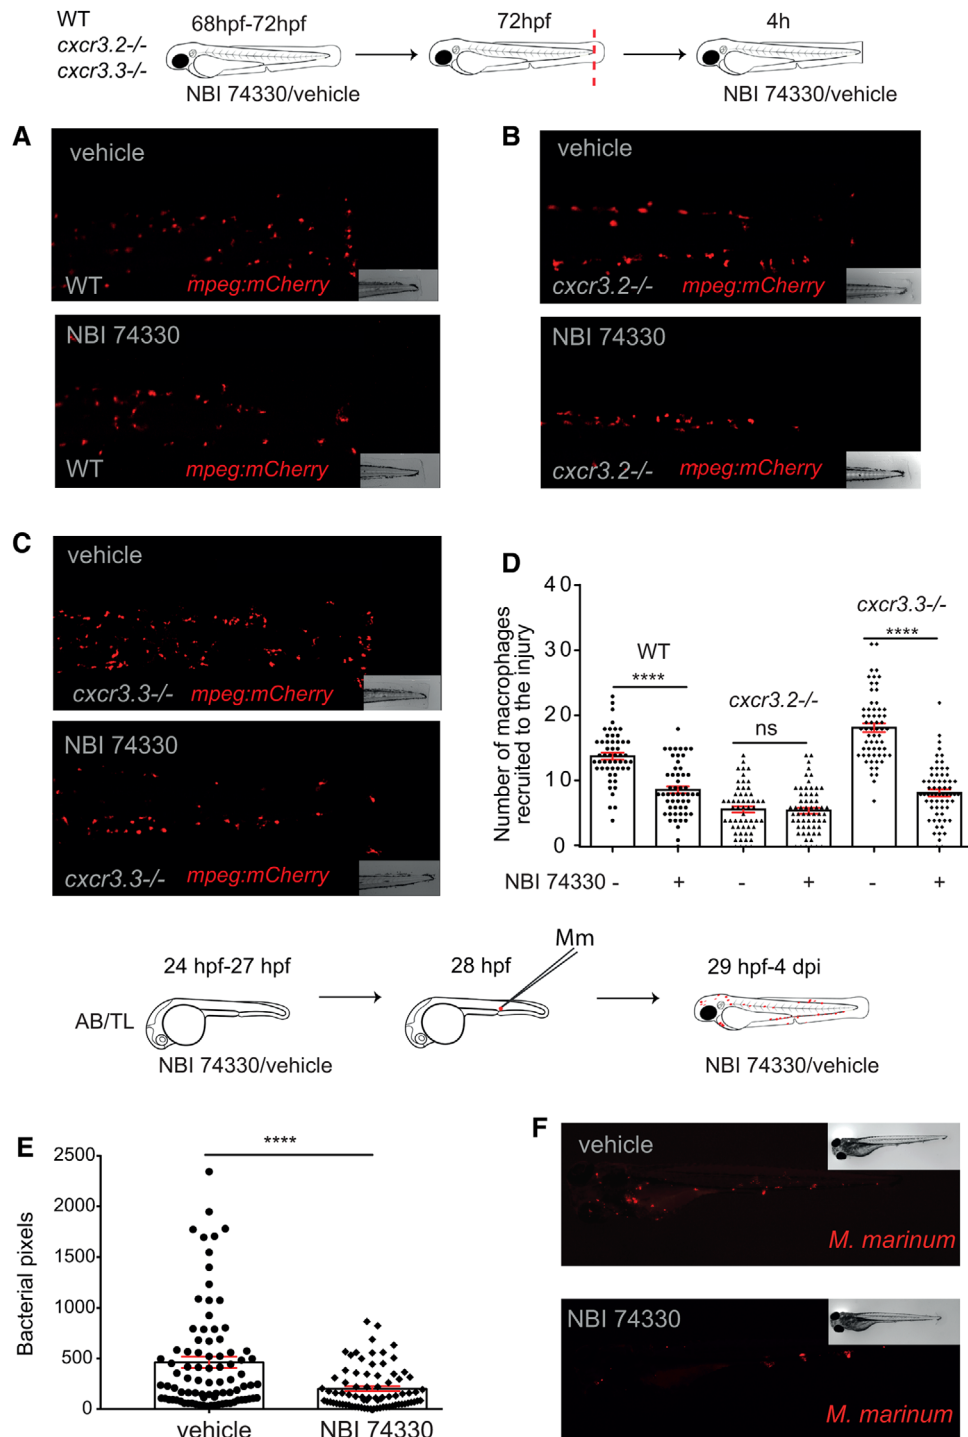 WT
cxcr3.2-/-
cxcr3.3-/-
68hpf-72hpf
NBI 74330/vehicle
72hpf
4h
NBI 74330/vehicle
A
vehicle
WT
mpeg:mCherry
NBI 74330
WT
mpeg:mCherry
B
vehicle
cxcr3.2-/-
mpeg:mCherry
NBI 74330
cxcr3.2-/-
mpeg:mCherry
C
vehicle
cxcr3.3-/-
mpeg:mCherry
NBI 74330
cxcr3.3-/-
mpeg:mCherry
D
Number of macrophages
recruited to the injury
40
30
20
10
0
WT
****
cxcr3.2-/-
ns
cxcr3.3-/-
****
NBI 74330 - + - + - +
24 hpf-27 hpf
AB/TL
NBI 74330/vehicle
28 hpf
Mm
29 hpf-4 dpi
NBI 74330/vehicle
E
Bacterial pixels
2500
2000
1500
1000
500
0
****
vehicle
NBI 74330
F
vehicle
M. marinum
NBI 74330
M. marinum